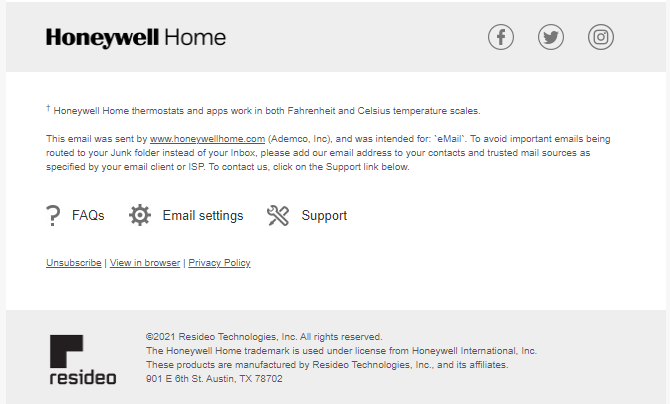 Honeywell Home
† Honeywell Home thermostats and apps work in both Fahrenheit and Celsius temperature scales.
This email was sent by www.honeywellhome.com (Ademco, Inc), and was intended for: `eMail`. To avoid important emails being
routed to your Junk folder instead of your Inbox, please add our email address to your contacts and trusted mail sources as
specified by your email client or ISP. To contact us, click on the Support link below.
? FAQs Email settings Support
Unsubscribe | View in browser | Privacy Policy
©2021 Resideo Technologies, Inc. All rights reserved.
The Honeywell Home trademark is used under license from Honeywell International, Inc.
These products are manufactured by Resideo Technologies, Inc., and its affiliates.
901 E 6th St. Austin, TX 78702
resideo